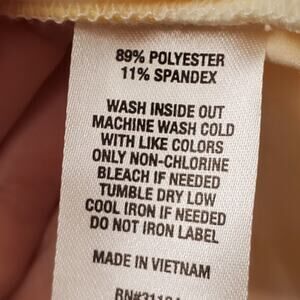 89% POLYESTER
11% SPANDEX
WASH INSIDE OUT
MACHINE WASH COLD
WITH LIKE COLORS
ONLY NON-CHLORINE
BLEACH IF NEEDED
TUMBLE DRY LOW
COOL IRON IF NEEDED
DO NOT IRON LABEL
MADE IN VIETNAM